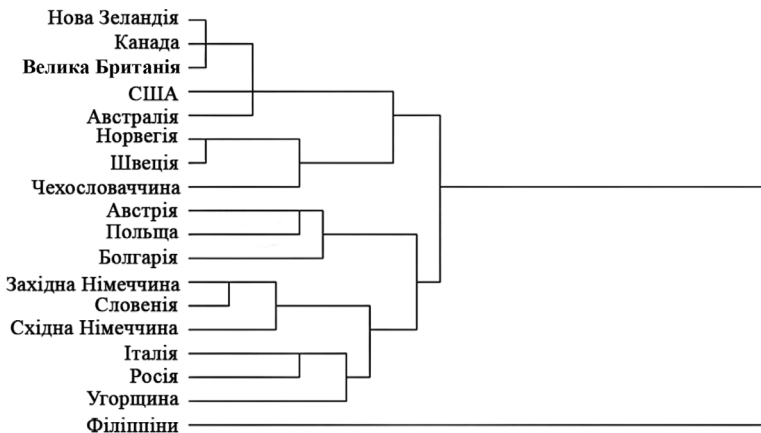 Нова Зеландія
Канада
Велика Британія
США
Австралія
Норвегія
Швеція
Чехословаччина
Австрія
Польща
Болгарія
Західна Німеччина
Словенія
Східна Німеччина
Італія
Росія
Угорщина
Філіппіни